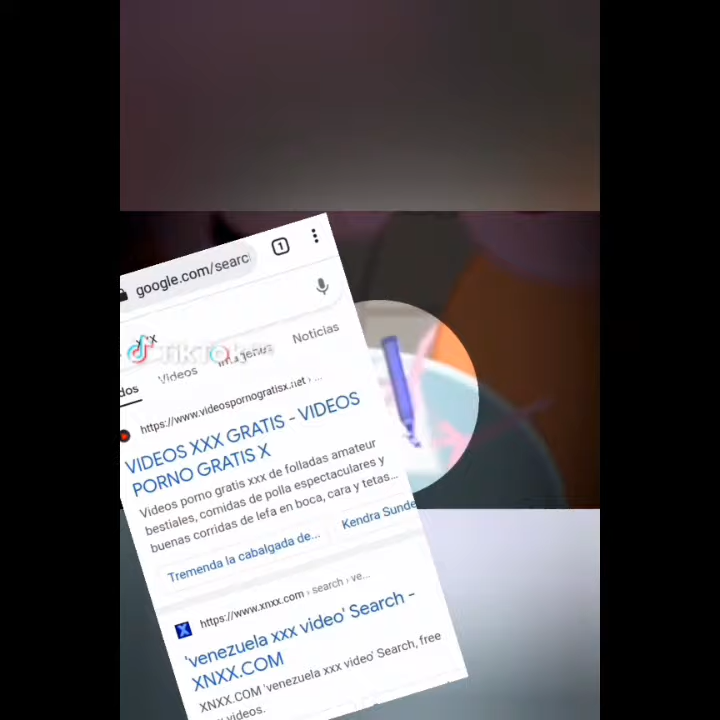 google.com/searc
1
TikTok
Noticias
Videos
https://www.videospornogratisx.net › ...
VIDEOS XXX GRATIS - VIDEOS
PORNO GRATIS X
Videos porno gratis xxx de folladas amateur
bestiales, comidas de polla espectaculares y
buenas corridas de lefa en boca, cara y tetas...
Tremenda la cabalgada de...
Kendra Sunde
https://www.xnxx.com › search › ve...
'venezuela xxx video' Search -
XNXX.COM
XNXX.COM 'venezuela xxx video' Search, free
videos.